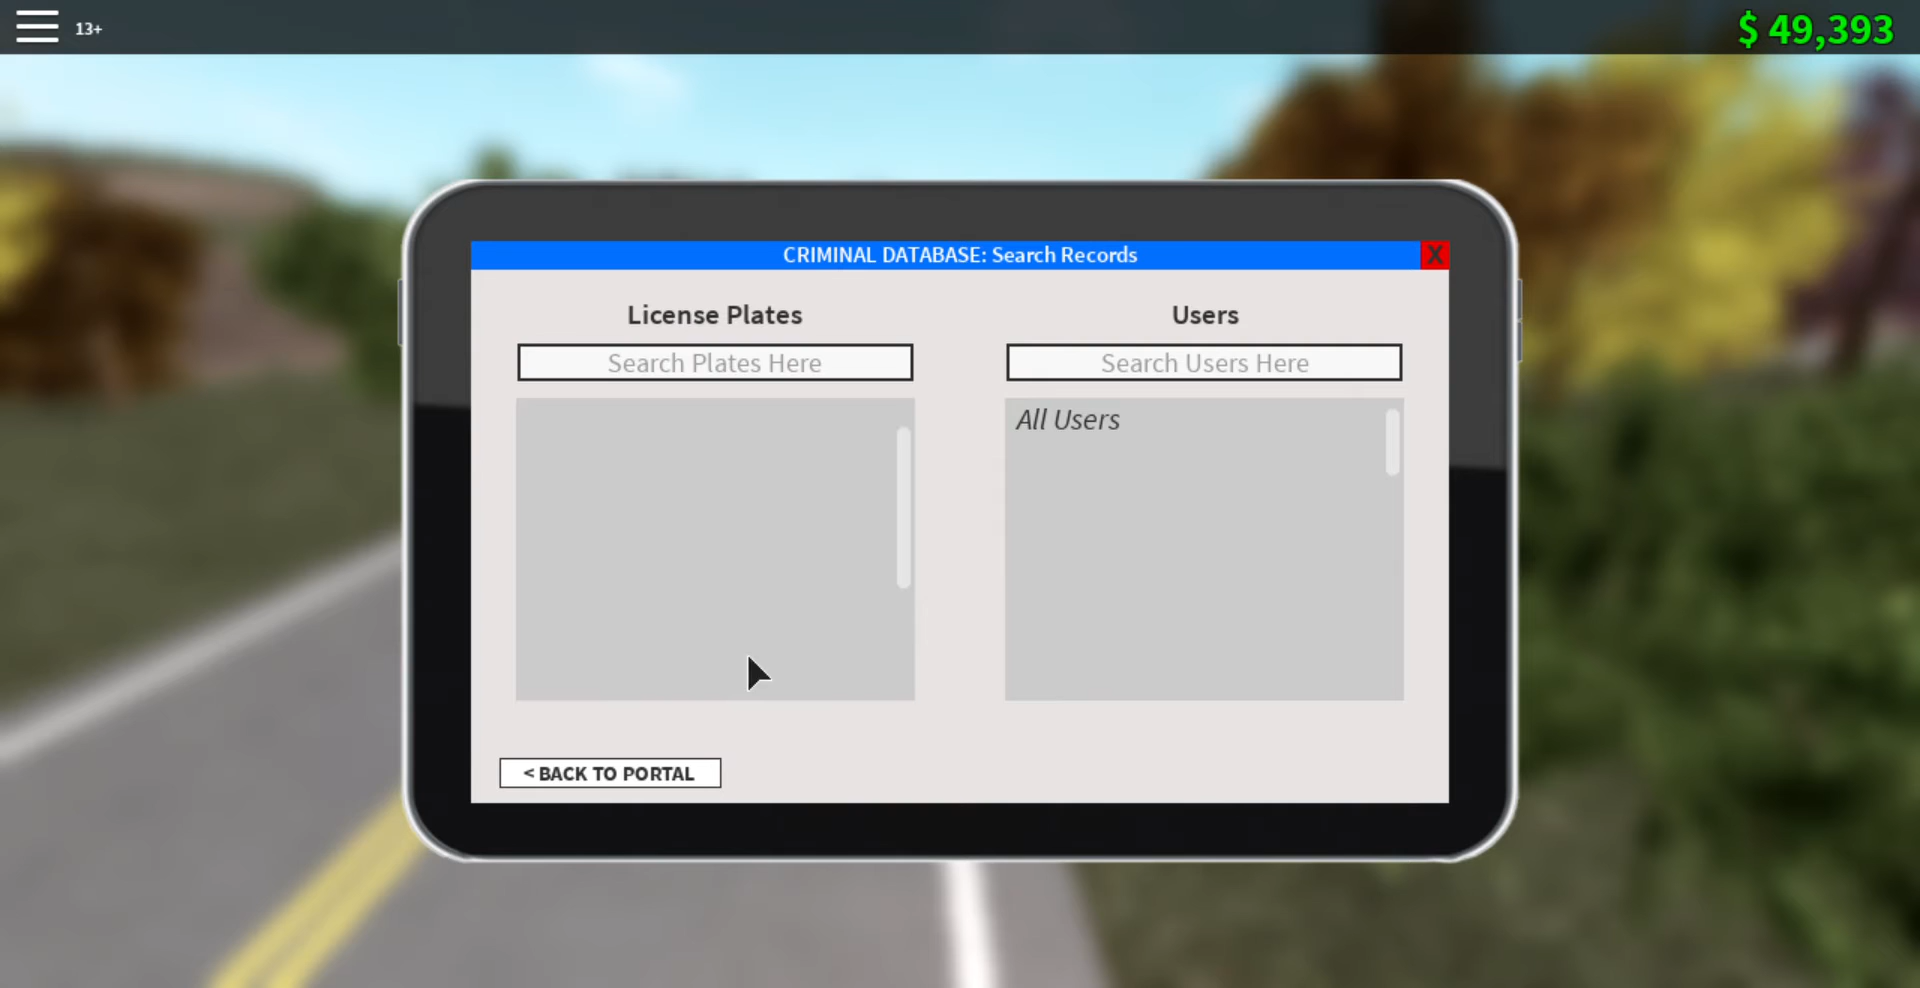 13+
$ 49,393
CRIMINAL DATABASE: Search Records
X
License Plates
Search Plates Here
Users
Search Users Here
All Users
< BACK TO PORTAL